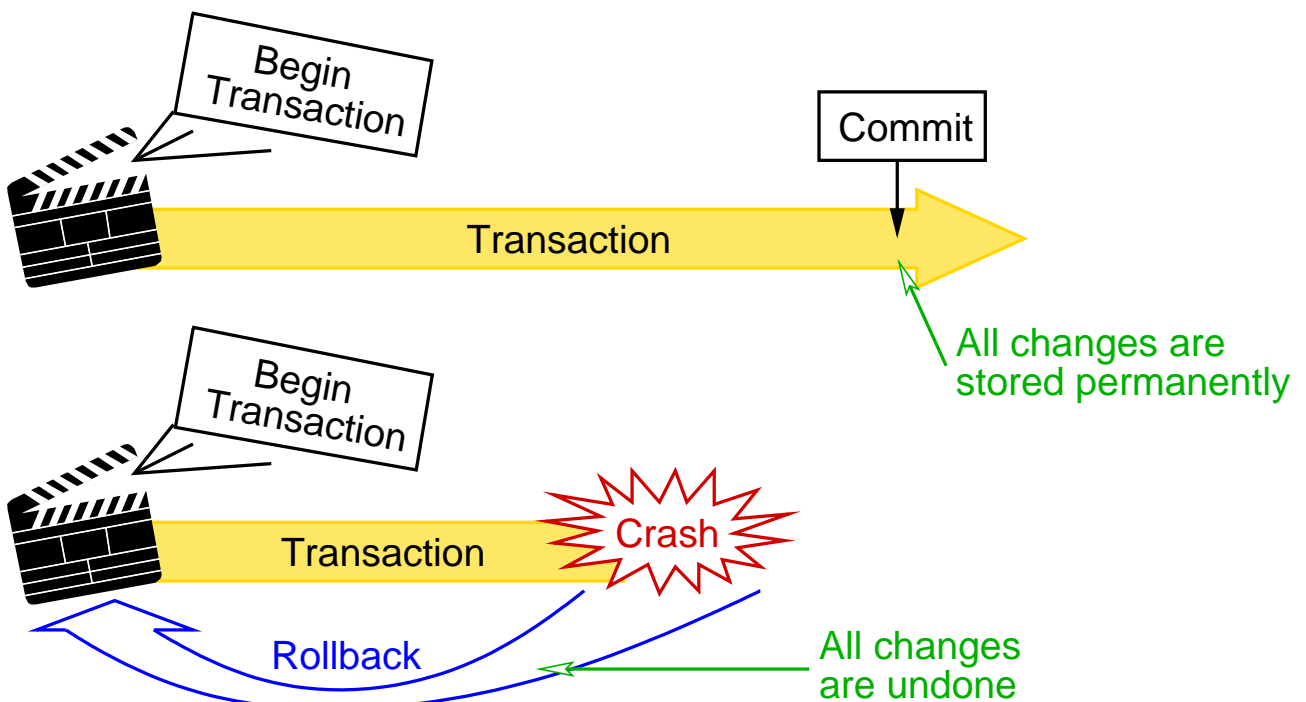 Begin
Transaction
Commit
Transaction
All changes are
stored permanently
Begin
Transaction
Crash
Transaction
Rollback
All changes
are undone